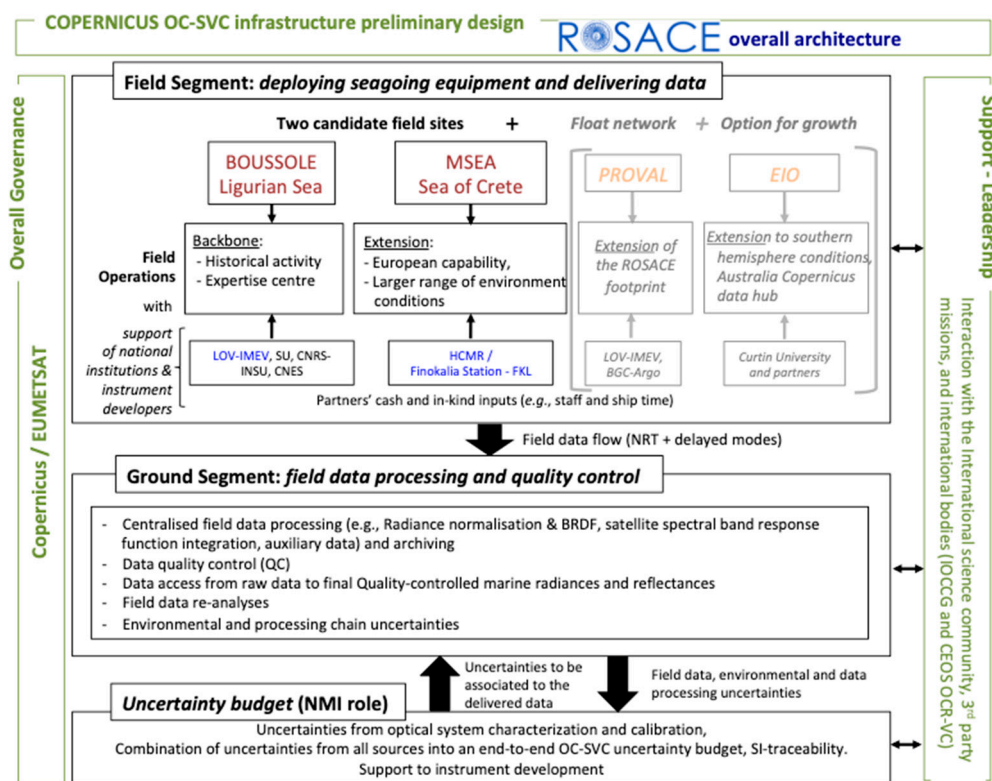 COPERNICUS OC-SVC infrastructure preliminary design
ROSACE overall architecture
Overall Governance
Copernicus / EUMETSAT
Field Segment: deploying seagoing equipment and delivering data
Two candidate field sites + Float network + Option for growth
BOUSSOLE
Ligurian Sea
MSEA
Sea of Crete
PROVAL
EIO
Field
Operations
with
support
of national
institutions &
instrument
developers
Backbone:
- Historical activity
- Expertise centre
Extension:
- European capability,
- Larger range of environment
conditions
Extension of
the ROSACE
footprint
Extension to southern
hemisphere conditions,
Australia Copernicus
data hub
LOV-IMEV, SU, CNRS-
INSU, CNES
HCMR /
Finokalia Station - FKL
LOV-IMEV,
BGC-Argo
Curtin University
and partners
Partners' cash and in-kind inputs (e.g., staff and ship time)
Field data flow (NRT + delayed modes)
Ground Segment: field data processing and quality control
- Centralised field data processing (e.g., Radiance normalisation & BRDF, satellite spectral band response
function integration, auxiliary data) and archiving
- Data quality control (QC)
- Data access from raw data to final Quality-controlled marine radiances and reflectances
- Field data re-analyses
- Environmental and processing chain uncertainties
Uncertainties to be
associated to the
delivered data
Field data, environmental and data
processing uncertainties
Uncertainty budget (NMI role)
Uncertainties from optical system characterization and calibration,
Combination of uncertainties from all sources into an end-to-end OC-SVC uncertainty budget, SI-traceability.
Support to instrument development
Support - Leadership
Interaction with the International science community, 3rd party
missions, and international bodies (IOCCG and CEOS OCR-VC)